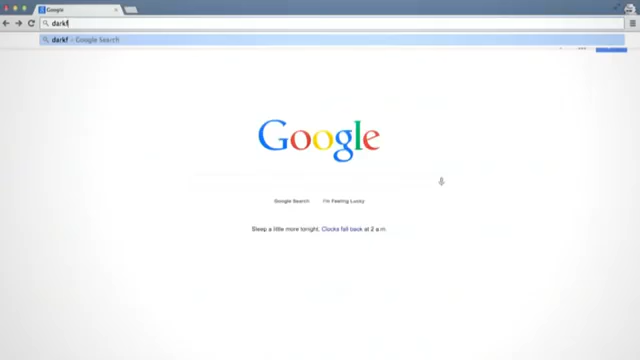 Google
darkf
darkf - Google Search
Google
Google Search I'm Feeling Lucky
Sleep a little more tonight. Clocks fall back at 2 a.m.